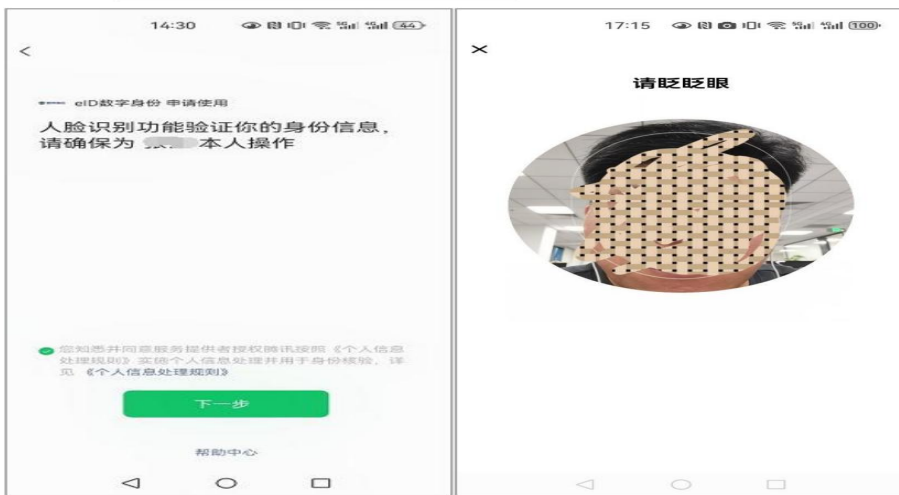 14:30
44
eID数字身份 申请使用
人脸识别功能验证你的身份信息，
请确保为 本人操作
您知悉并同意服务提供者授权腾讯按照《个人信息
处理规则》实施个人信息处理并用于身份核验，详
见 《个人信息处理规则》
下一步
帮助中心
17:15
100
请眨眨眼